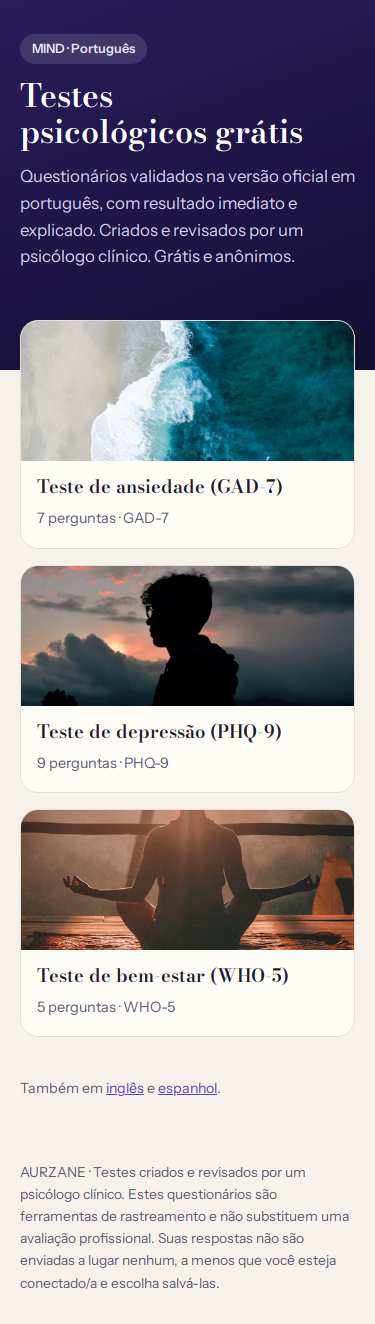 MIND · Português
Testes
psicológicos grátis
Questionários validados na versão oficial em
português, com resultado imediato e
explicado. Criados e revisados por um
psicólogo clínico. Grátis e anônimos.
Teste de ansiedade (GAD-7)
7 perguntas · GAD-7
Teste de depressão (PHQ-9)
9 perguntas · PHQ-9
Teste de bem-estar (WHO-5)
5 perguntas · WHO-5
Também em inglês e espanhol.
AURZANE · Testes criados e revisados por um
psicólogo clínico. Estes questionários são
ferramentas de rastreamento e não substituem uma
avaliação profissional. Suas respostas não são
enviadas a lugar nenhum, a menos que você esteja
conectado/a e escolha salvá-las.